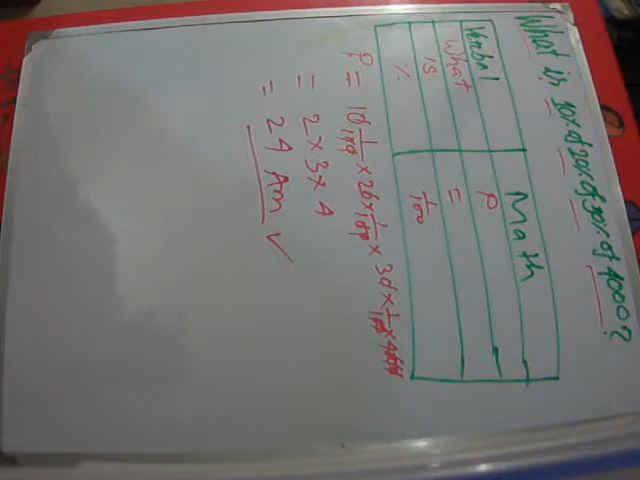 What is 10% of 20% of 30% of 4000?
Verbal Math
What P
is =
% 1/100
P = 10 1/100 × 20 × 1/100 × 30 × 1/100 × 4000
= 2 × 3 × 4
= 24 Am ✓